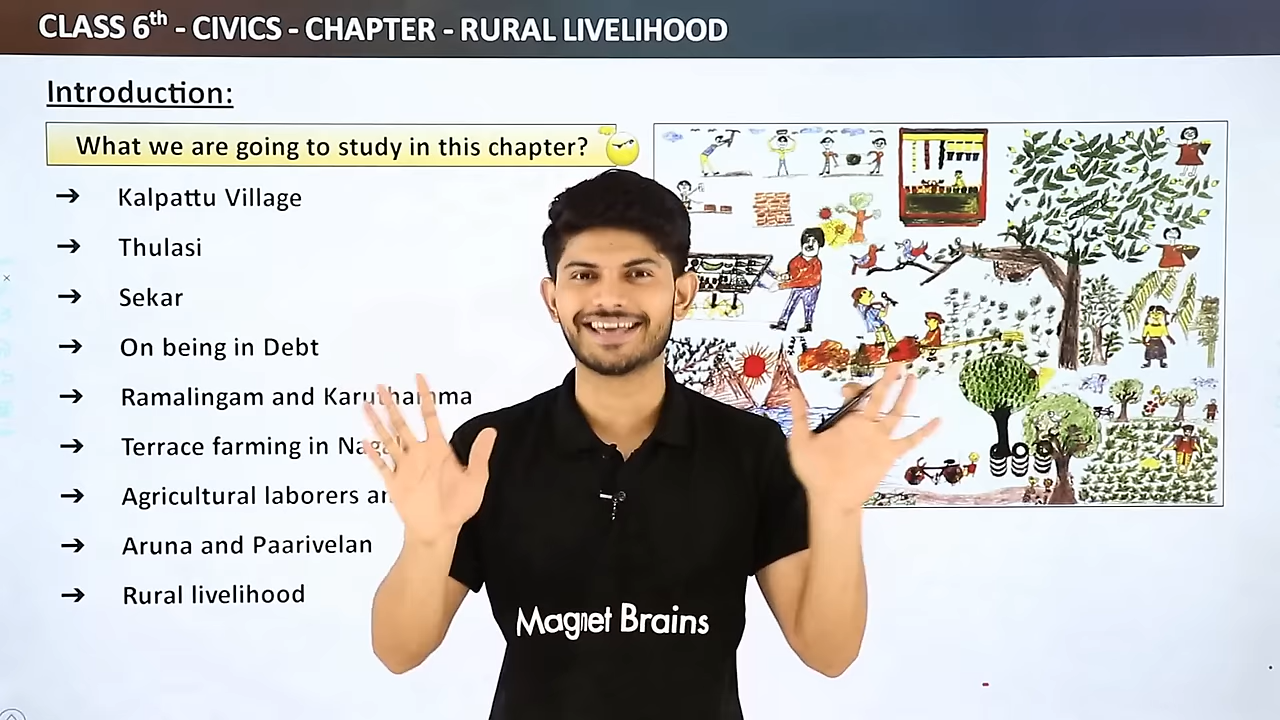 CLASS 6th - CIVICS - CHAPTER - RURAL LIVELIHOOD
Introduction:
What we are going to study in this chapter?
➔ Kalpattu Village
➔ Thulasi
➔ Sekar
➔ On being in Debt
➔ Ramalingam and Karuthamma
➔ Terrace farming in
➔ Agricultural laborers
➔ Aruna and Paarivelan
➔ Rural livelihood
Magnet Brains